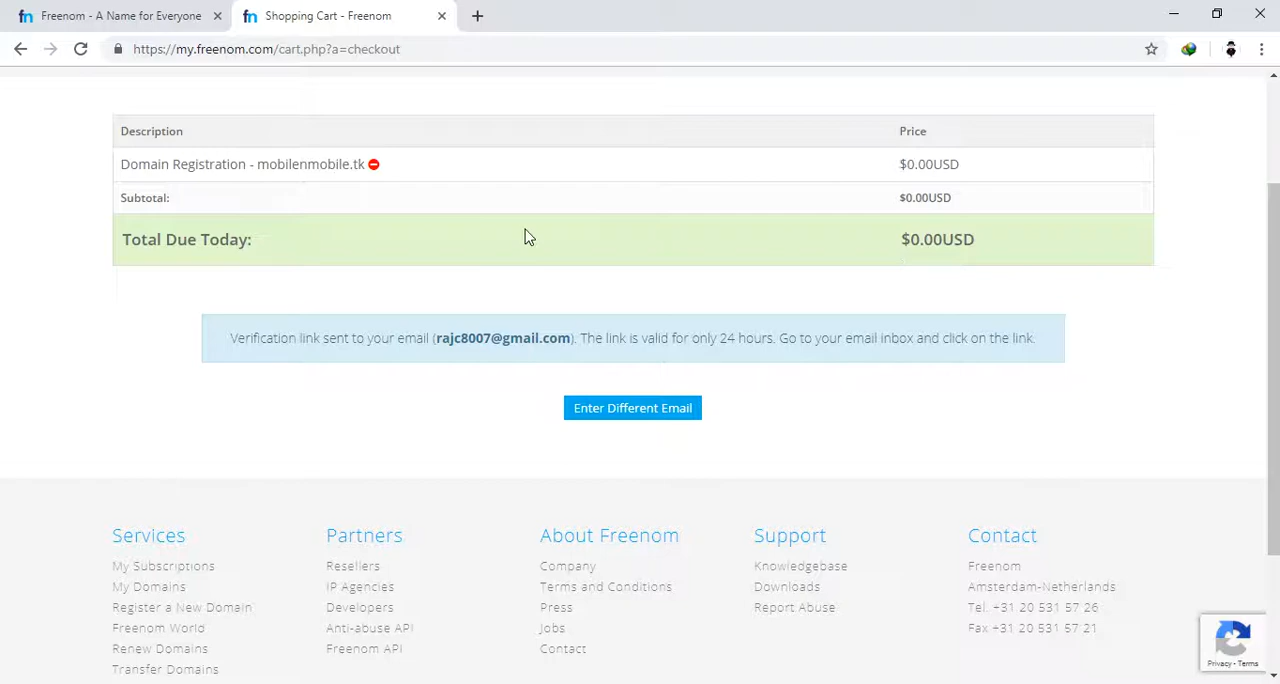 Freenom - A Name for Everyone
Shopping Cart - Freenom
https://my.freenom.com/cart.php?a=checkout
Description Price
Domain Registration - mobilenmobile.tk $0.00USD
Subtotal: $0.00USD
Total Due Today: $0.00USD
Verification link sent to your email (rajc8007@gmail.com). The link is valid for only 24 hours. Go to your email inbox and click on the link.
Enter Different Email
Services
My Subscriptions
My Domains
Register a New Domain
Freenom World
Renew Domains
Transfer Domains
Partners
Resellers
IP Agencies
Developers
Anti-abuse API
Freenom API
About Freenom
Company
Terms and Conditions
Press
Jobs
Contact
Support
Knowledgebase
Downloads
Report Abuse
Contact
Freenom
Amsterdam-Netherlands
Tel. +31 20 531 57 26
Fax +31 20 531 57 21
Privacy - Terms